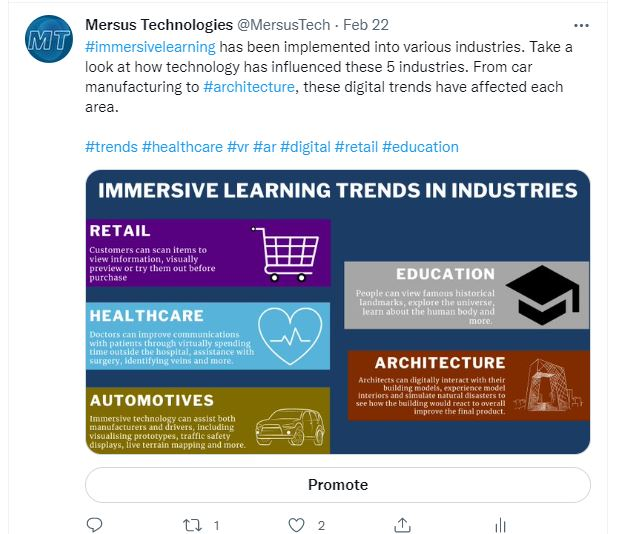 MT
Mersus Technologies @MersusTech · Feb 22
#immersivelearning has been implemented into various industries. Take a
look at how technology has influenced these 5 industries. From car
manufacturing to #architecture, these digital trends have affected each
area.
#trends #healthcare #vr #ar #digital #retail #education
IMMERSIVE LEARNING TRENDS IN INDUSTRIES
RETAIL
Customers can scan items to
view information, visually
preview or try them out before
purchase
HEALTHCARE
Doctors can improve communications
with patients through virtually spending
time outside the hospital, assistance with
surgery, identifying veins and more.
AUTOMOTIVES
Immersive technology can assist both
manufacturers and drivers, including
visualising prototypes, traffic safety
displays, live terrain mapping and more.
EDUCATION
People can view famous historical
landmarks, explore the universe,
learn about the human body and
more.
ARCHITECTURE
Architects can digitally interact with their
building models, experience model
interiors and simulate natural disasters to
see how the building would react to overall
improve the final product.
Promote
1
2